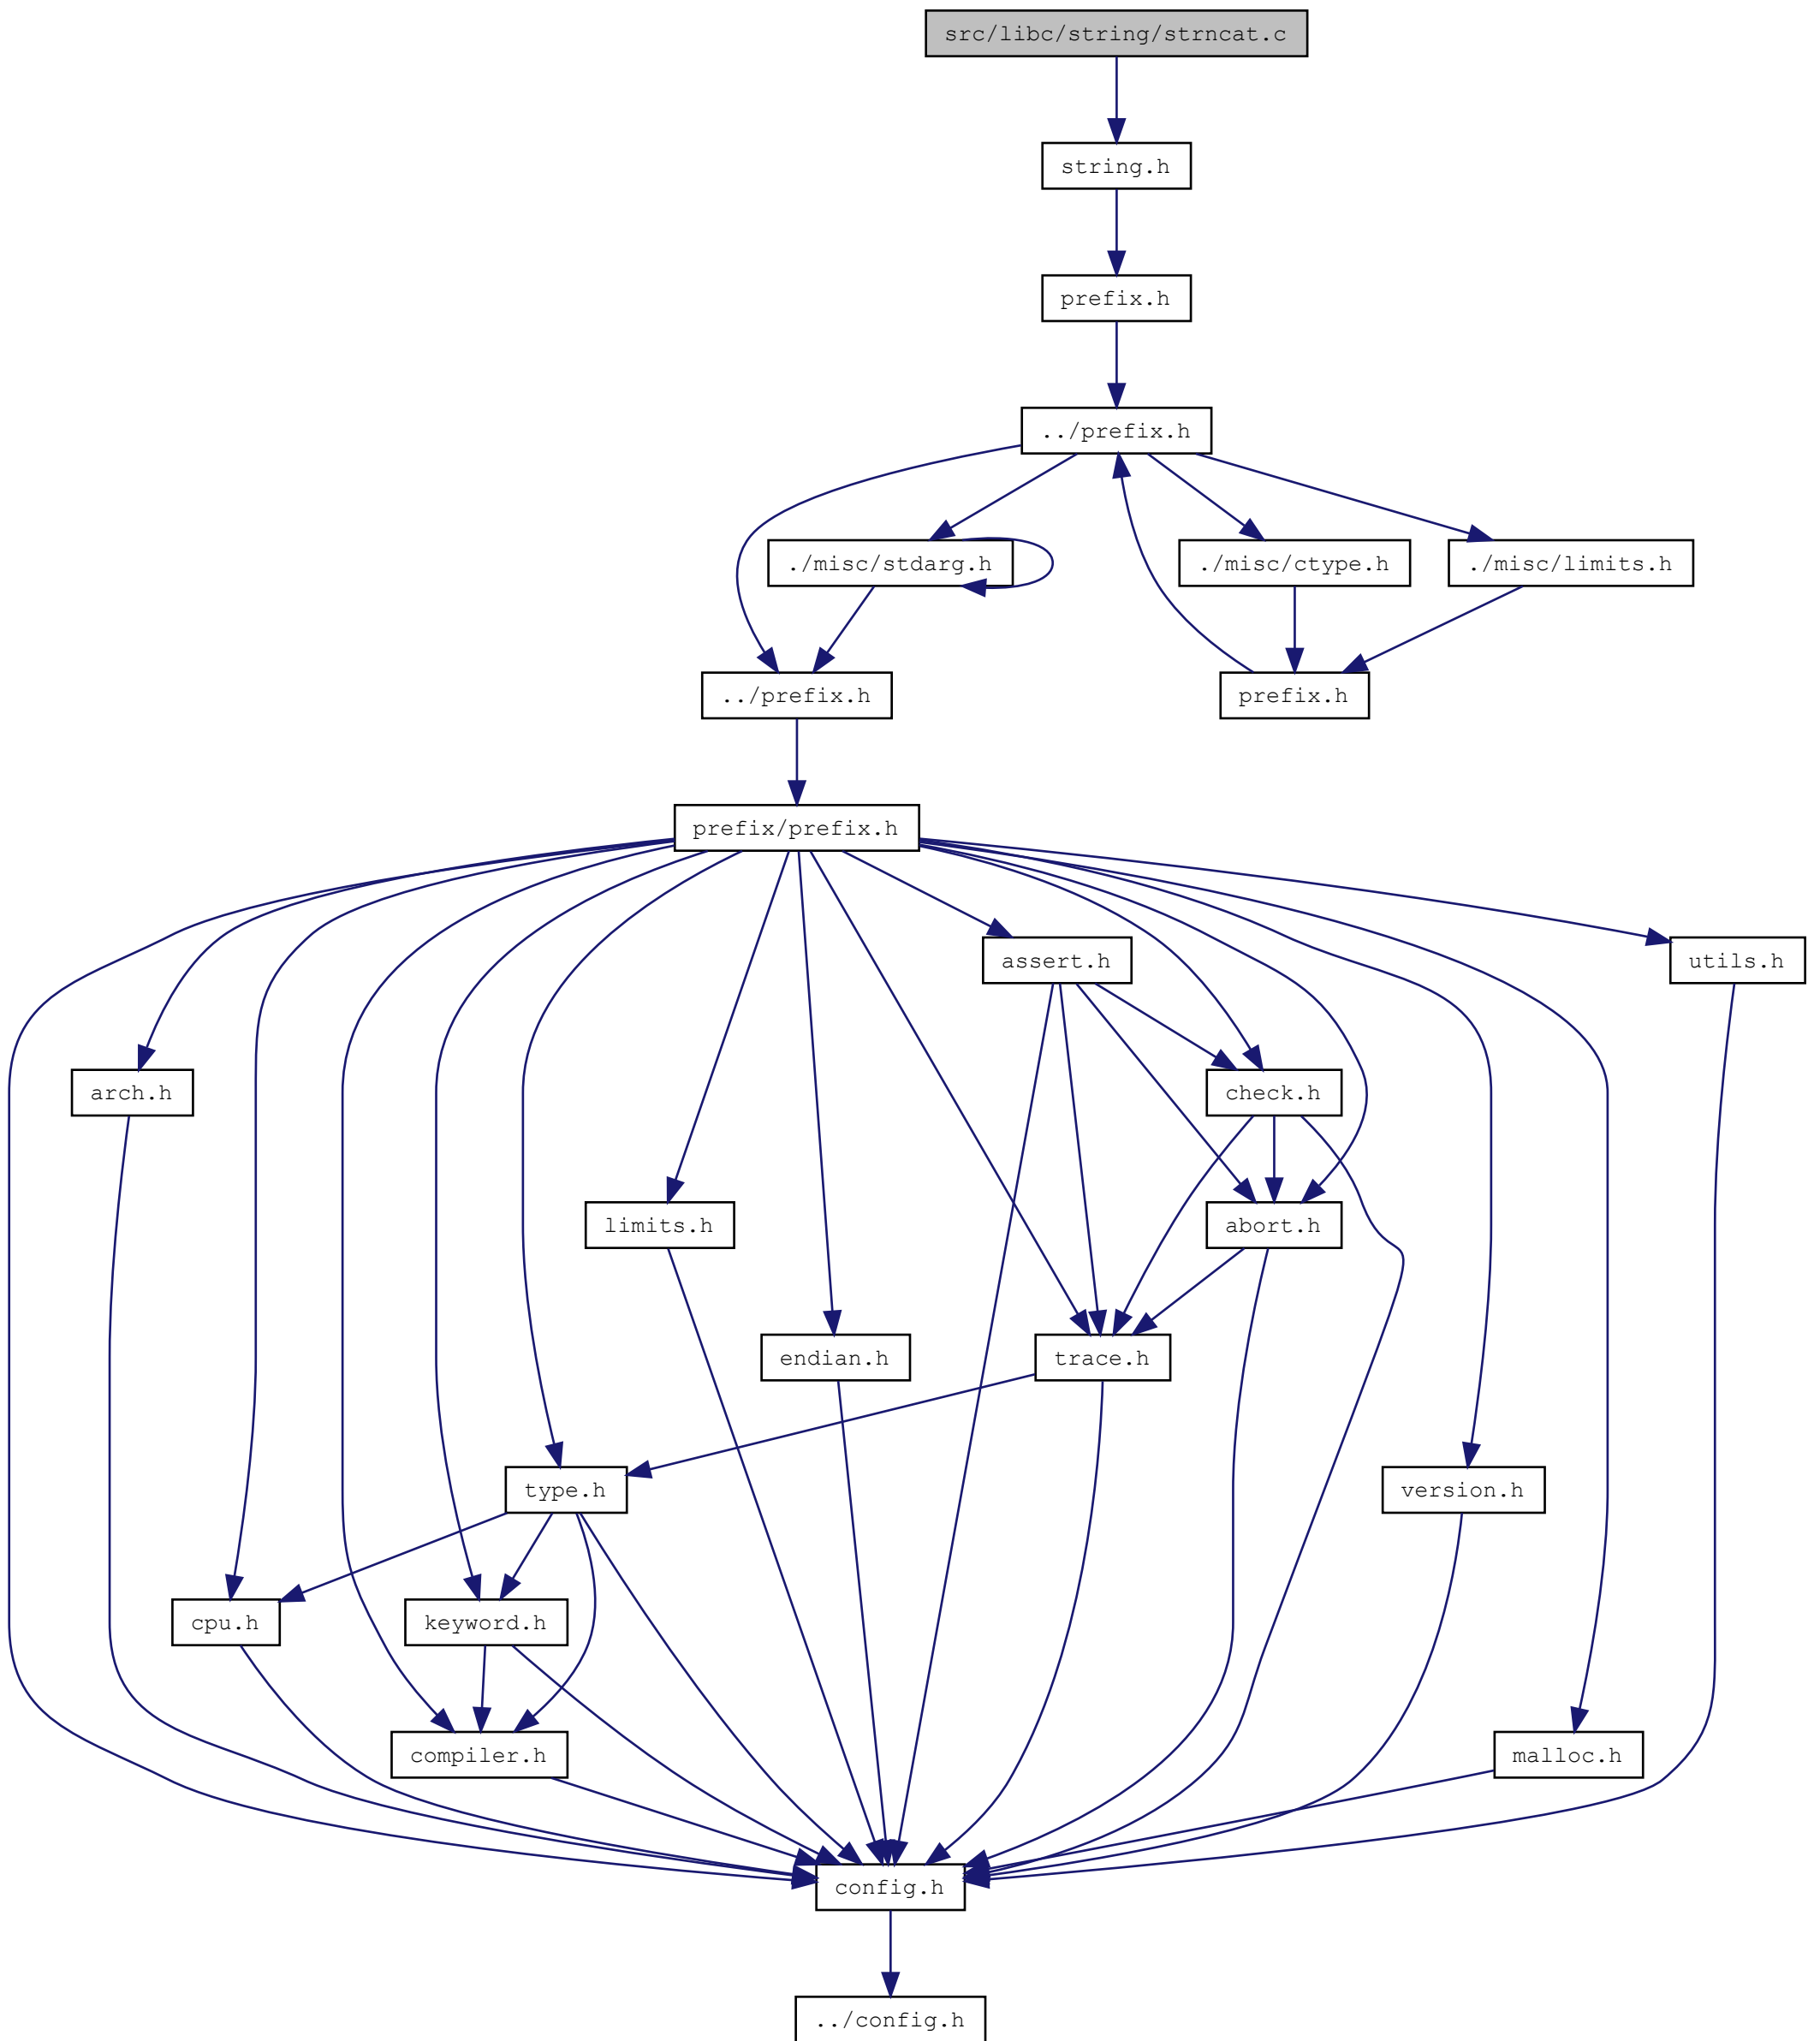 src/libc/string/strncat.c
string.h
prefix.h
../prefix.h
./misc/stdarg.h
./misc/ctype.h
./misc/limits.h
../prefix.h
prefix.h
prefix/prefix.h
assert.h
utils.h
arch.h
check.h
limits.h
abort.h
endian.h
trace.h
type.h
version.h
cpu.h
keyword.h
compiler.h
malloc.h
config.h
../config.h